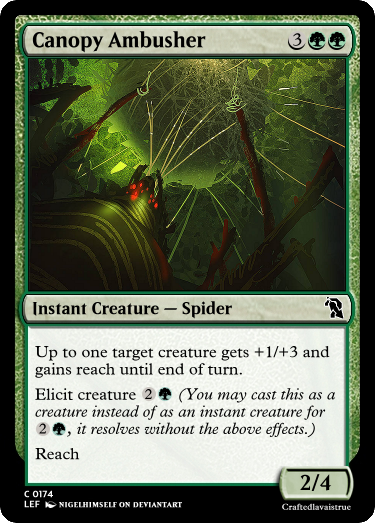 Canopy Ambusher 3
Instant Creature — Spider
Up to one target creature gets +1/+3 and
gains reach until end of turn.
Elicit creature 2 (You may cast this as a
creature instead of as an instant creature for
2, it resolves without the above effects.)
Reach
2/4
C 0174
LEF NIGELHIMSELF ON DEVIANTART
Craftedlavaistrue